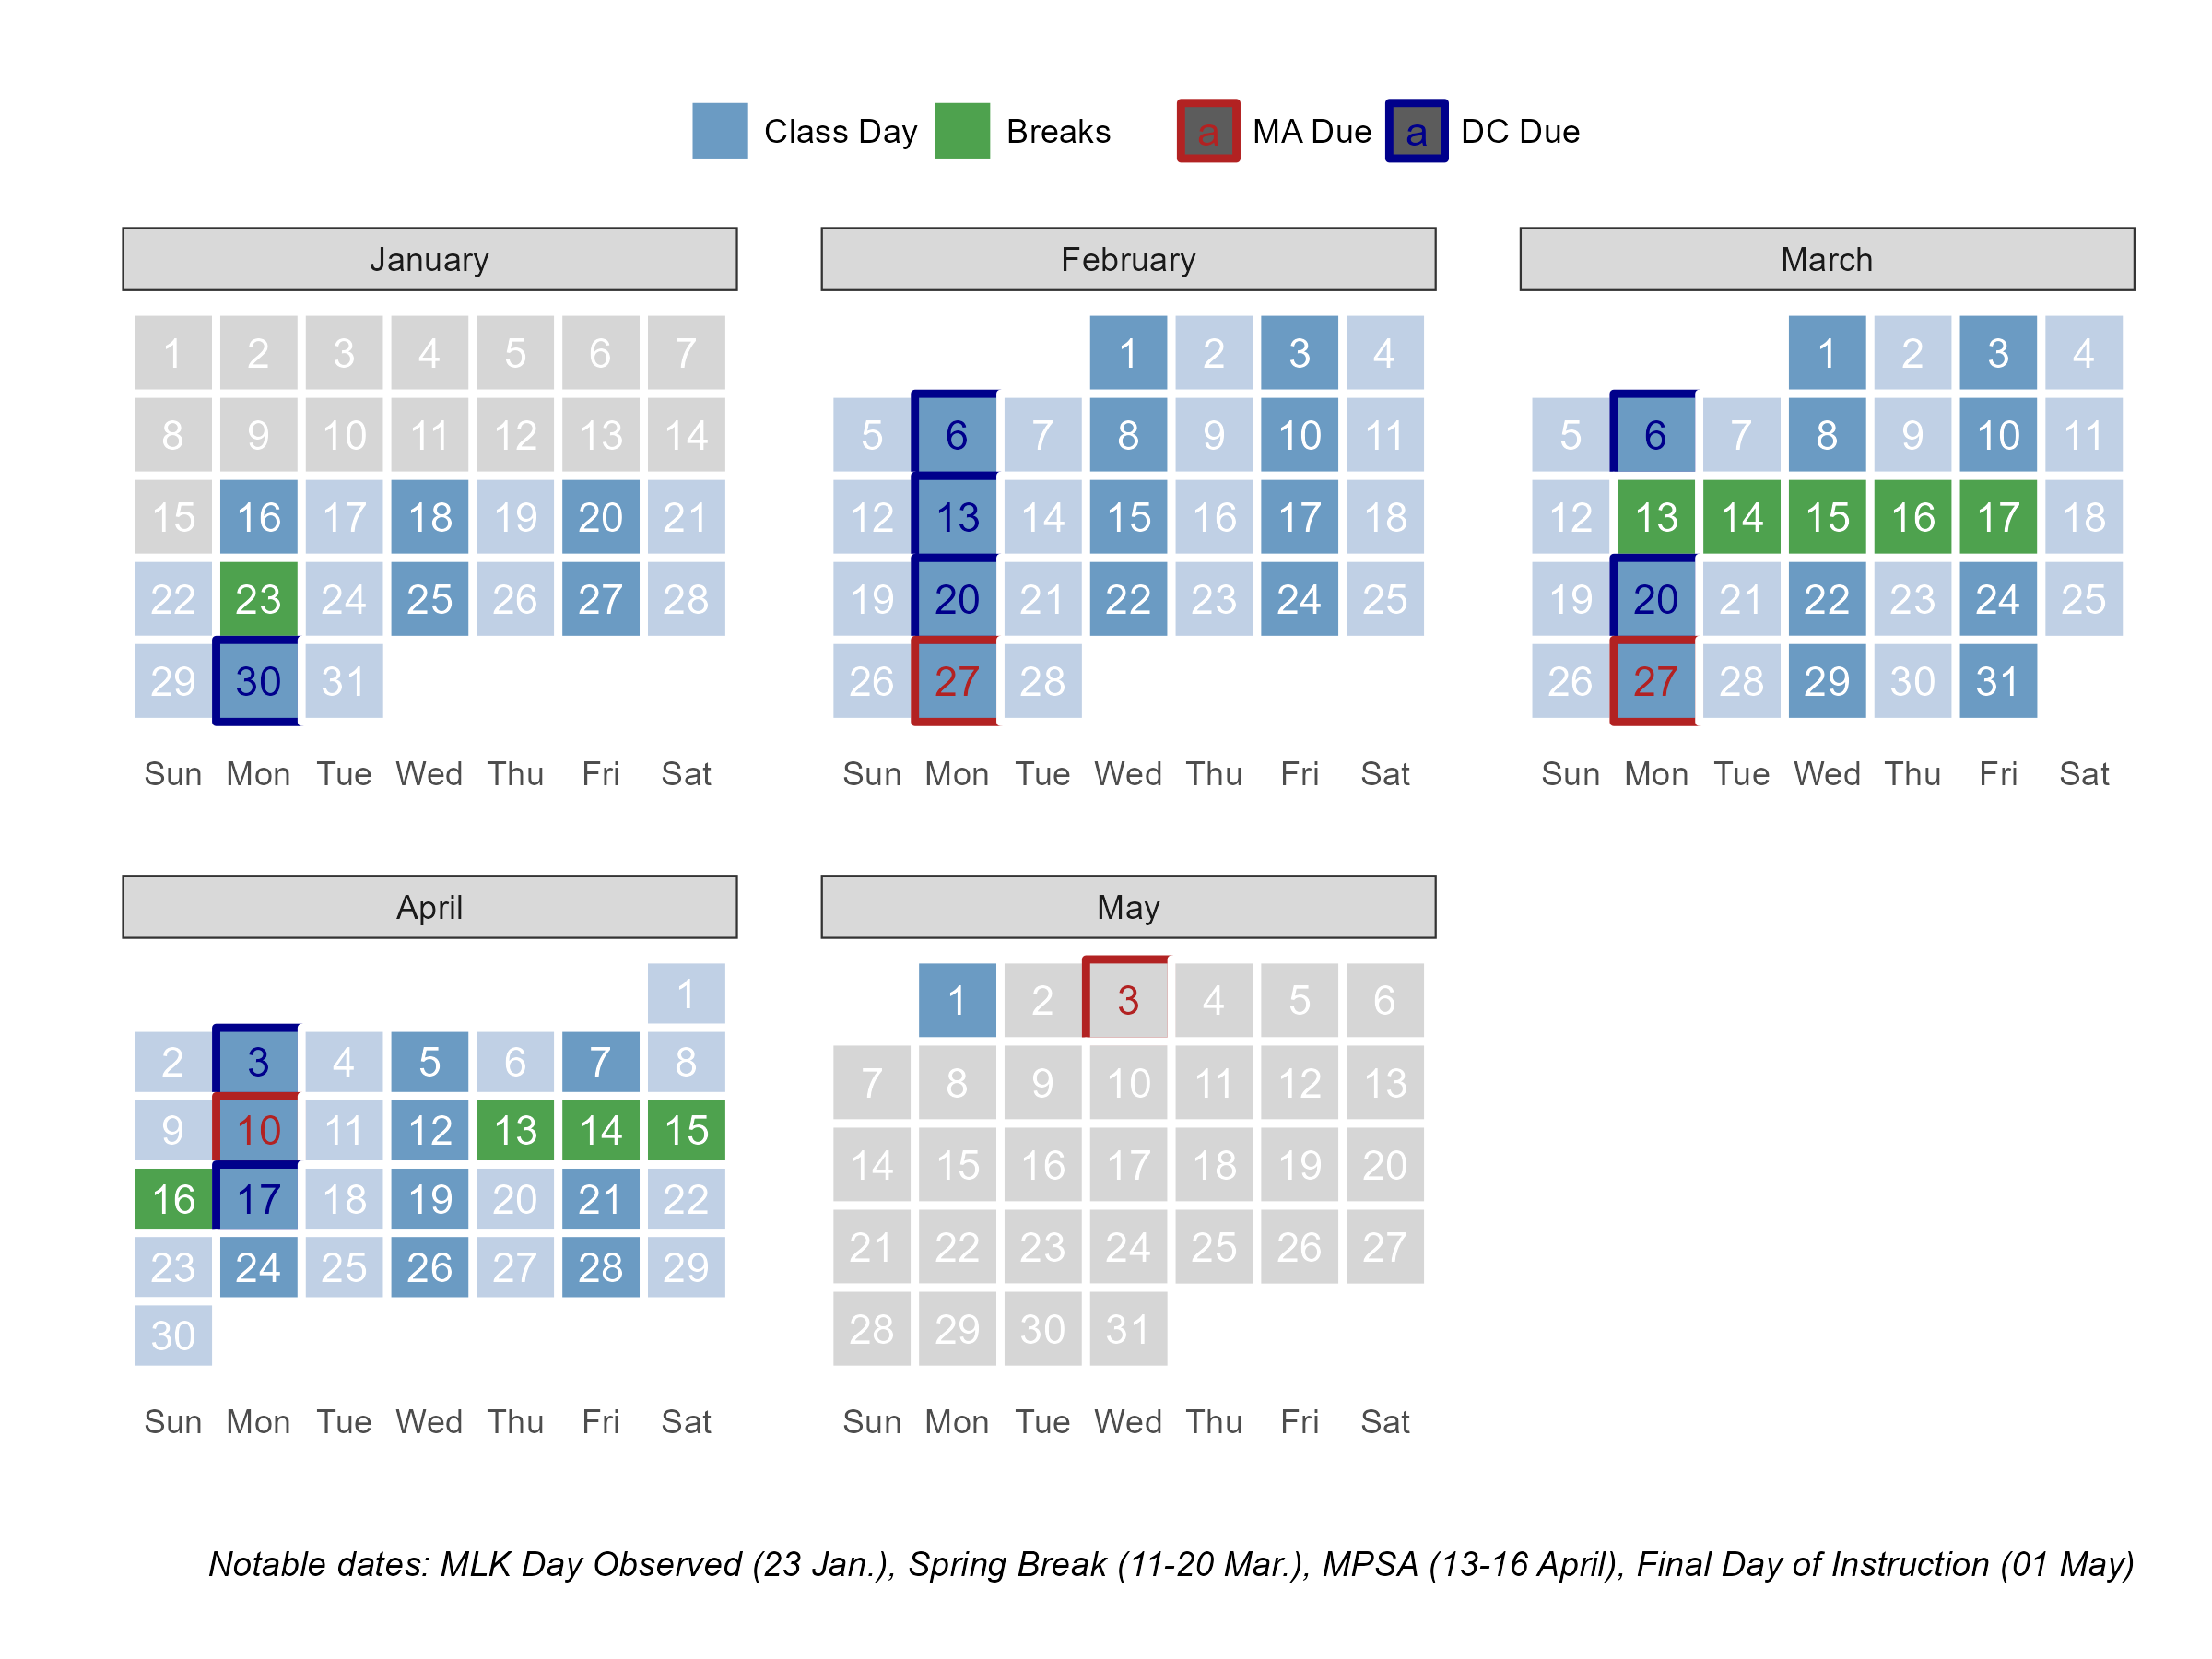 Class Day Breaks a MA Due a DC Due
January February March
1 2 3 4 5 6 7
8 9 10 11 12 13 14
15 16 17 18 19 20 21
22 23 24 25 26 27 28
29 30 31
Sun Mon Tue Wed Thu Fri Sat
1 2 3 4
5 6 7 8 9 10 11
12 13 14 15 16 17 18
19 20 21 22 23 24 25
26 27 28
Sun Mon Tue Wed Thu Fri Sat
1 2 3 4
5 6 7 8 9 10 11
12 13 14 15 16 17 18
19 20 21 22 23 24 25
26 27 28 29 30 31
Sun Mon Tue Wed Thu Fri Sat
April May
1
2 3 4 5 6 7 8
9 10 11 12 13 14 15
16 17 18 19 20 21 22
23 24 25 26 27 28 29
30
Sun Mon Tue Wed Thu Fri Sat
1 2 3 4 5 6
7 8 9 10 11 12 13
14 15 16 17 18 19 20
21 22 23 24 25 26 27
28 29 30 31
Sun Mon Tue Wed Thu Fri Sat
Notable dates: MLK Day Observed (23 Jan.), Spring Break (11-20 Mar.), MPSA (13-16 April), Final Day of Instruction (01 May)